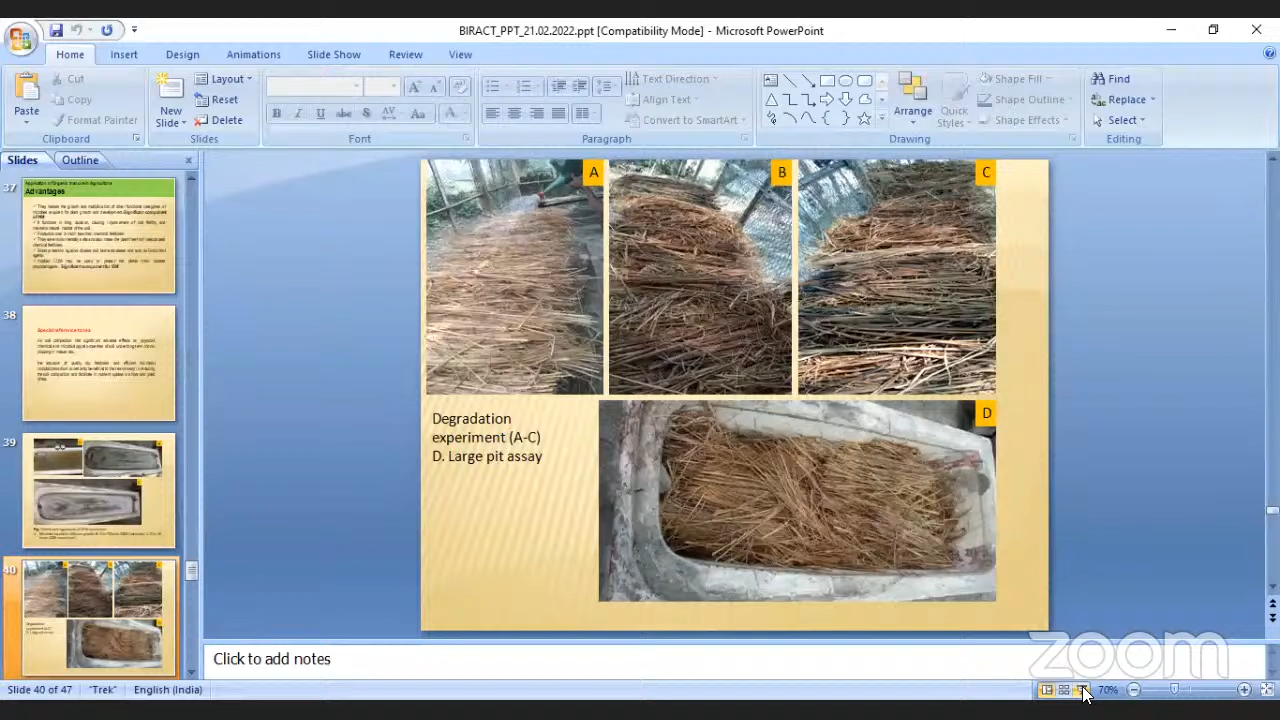 BIRACT_PPT_21.02.2022.ppt [Compatibility Mode] - Microsoft PowerPoint
Home Insert Design Animations Slide Show Review View
Cut
Copy
Format Painter
Paste
Clipboard
New Slide
Layout
Reset
Delete
Slides
Font
Text Direction
Align Text
Convert to SmartArt
Paragraph
Arrange
Quick Styles
Shape Fill
Shape Outline
Shape Effects
Drawing
Find
Replace
Select
Editing
Slides Outline
37
Advantages
38
39
40
A
B
C
D
Degradation
experiment (A-C)
D. Large pit assay
Click to add notes
zoom
Slide 40 of 47 "Trek" English (India) 70%